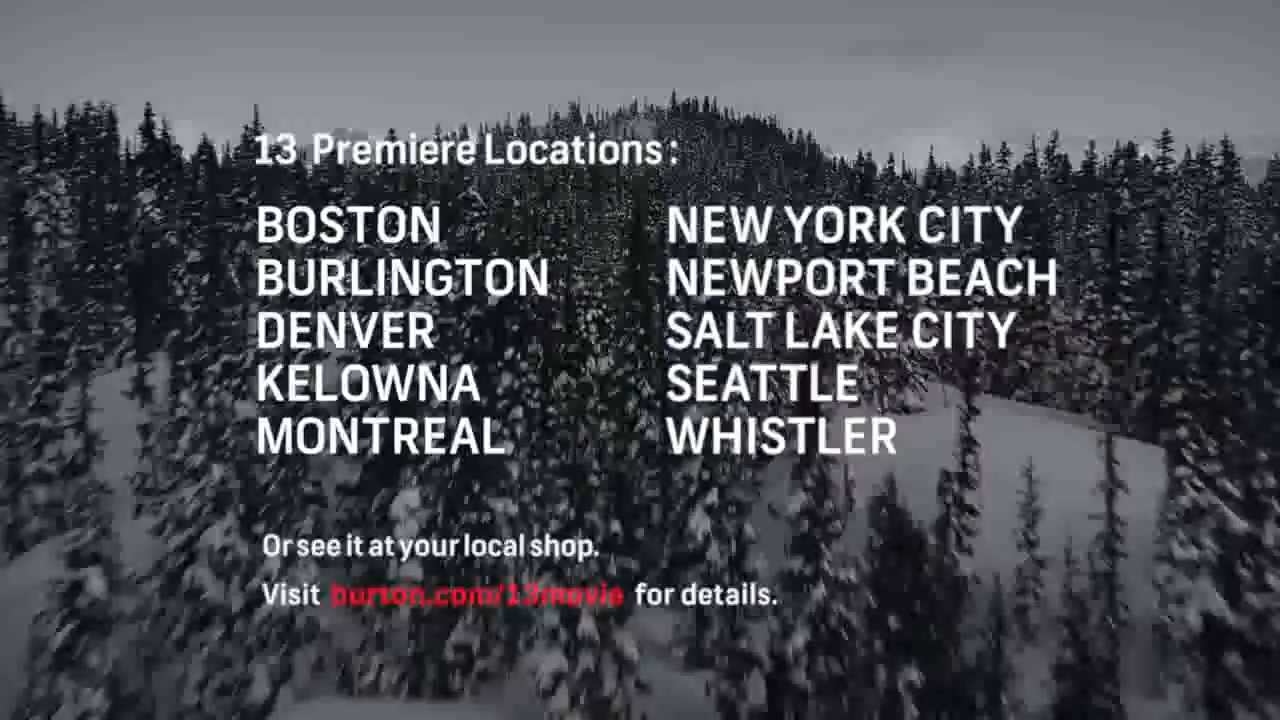 13 Premiere Locations:
BOSTON
BURLINGTON
DENVER
KELOWNA
MONTREAL
NEW YORK CITY
NEWPORT BEACH
SALT LAKE CITY
SEATTLE
WHISTLER
Or see it at your local shop.
Visit burton.com/13movie for details.